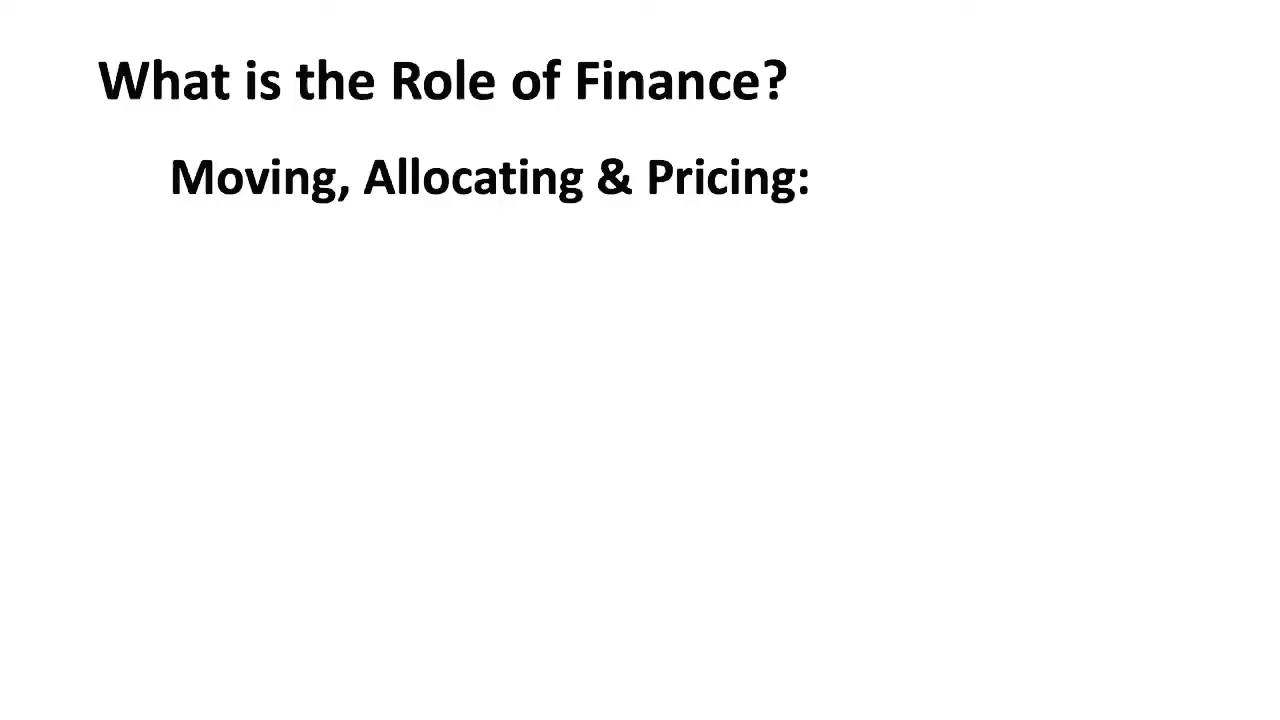 What is the Role of Finance?
Moving, Allocating & Pricing: